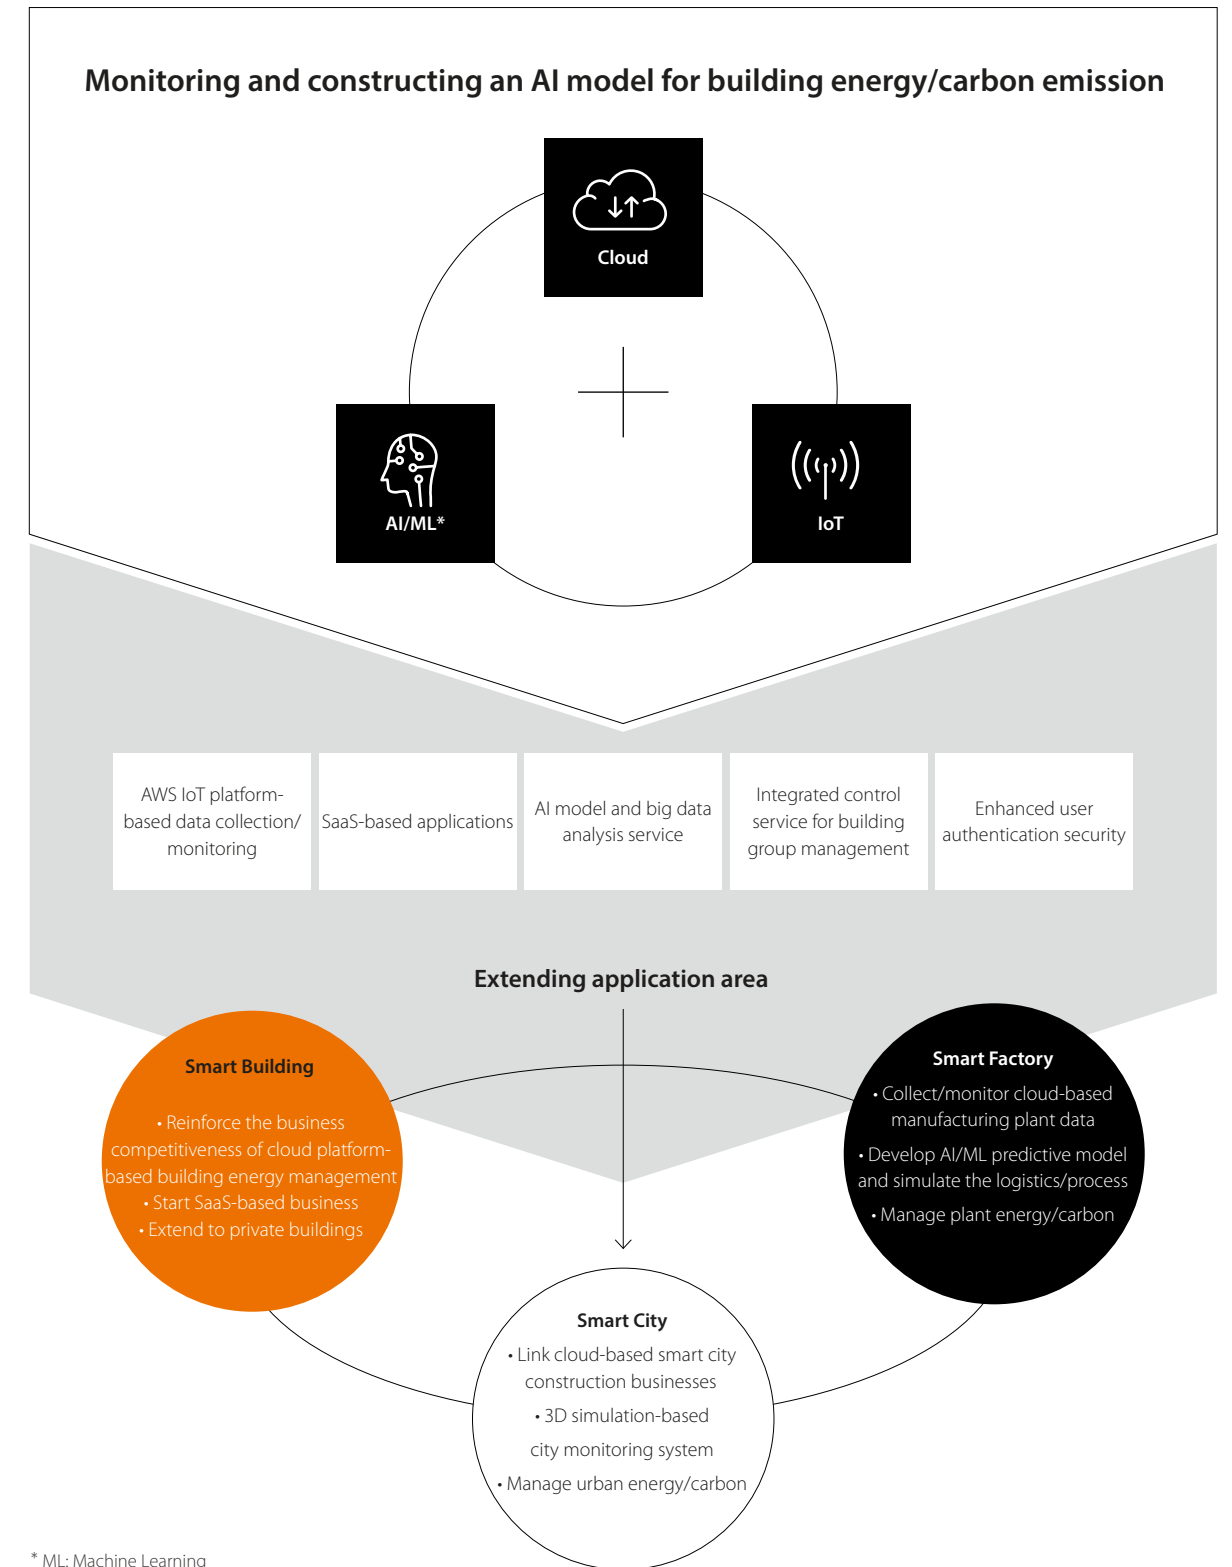 Monitoring and constructing an AI model for building energy/carbon emission
Cloud
AI/ML*
IoT
AWS IoT platform-
based data collection/
monitoring
SaaS-based applications
AI model and big data
analysis service
Integrated control
service for building
group management
Enhanced user
authentication security
Extending application area
Smart Building
• Reinforce the business
competitiveness of cloud platform-
based building energy management
• Start SaaS-based business
• Extend to private buildings
Smart Factory
• Collect/monitor cloud-based
manufacturing plant data
• Develop AI/ML predictive model
and simulate the logistics/process
• Manage plant energy/carbon
Smart City
• Link cloud-based smart city
construction businesses
• 3D simulation-based
city monitoring system
• Manage urban energy/carbon
* ML: Machine Learning